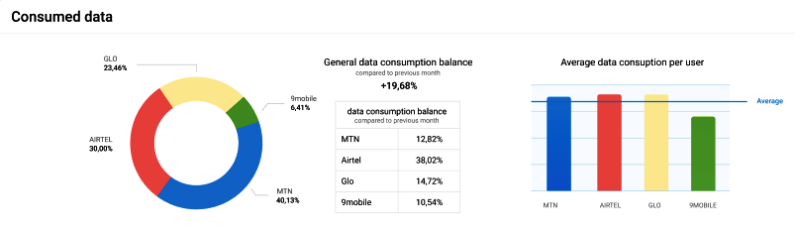 Consumed data
GLO
23,46%
9mobile
6,41%
AIRTEL
30,00%
MTN
40,13%
General data consumption balance
compared to previous month
+19,68%
data consumption balance
compared to previous month
MTN 12,82%
Airtel 38,02%
Glo 14,72%
9mobile 10,54%
Average data consuption per user
Average
MTN AIRTEL GLO 9MOBILE